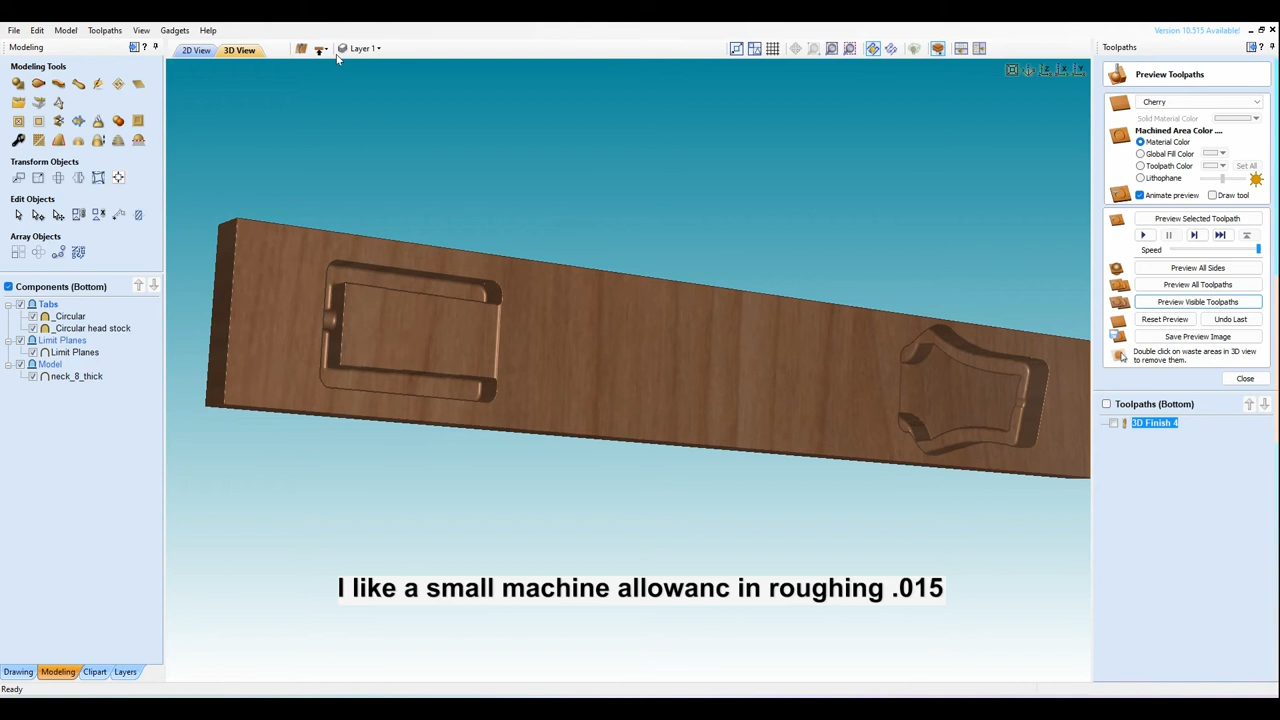 File Edit Model Toolpaths View Gadgets Help
Version 10.515 Available!
Modeling
2D View 3D View
Layer 1
Toolpaths
Modeling Tools
Transform Objects
Edit Objects
Array Objects
Components (Bottom)
Tabs
_Circular
_Circular head stock
Limit Planes
Limit Planes
Model
neck_8_thick
Drawing Modeling Clipart Layers
Ready
I like a small machine allowanc in roughing .015
Preview Toolpaths
Cherry
Solid Material Color
Machined Area Color ....
Material Color
Global Fill Color
Toolpath Color
Set All
Lithophane
Animate preview Draw tool
Preview Selected Toolpath
Speed
Preview All Sides
Preview All Toolpaths
Preview Visible Toolpaths
Reset Preview Undo Last
Save Preview Image
Double click on waste areas in 3D view
to remove them.
Close
Toolpaths (Bottom)
3D Finish 4